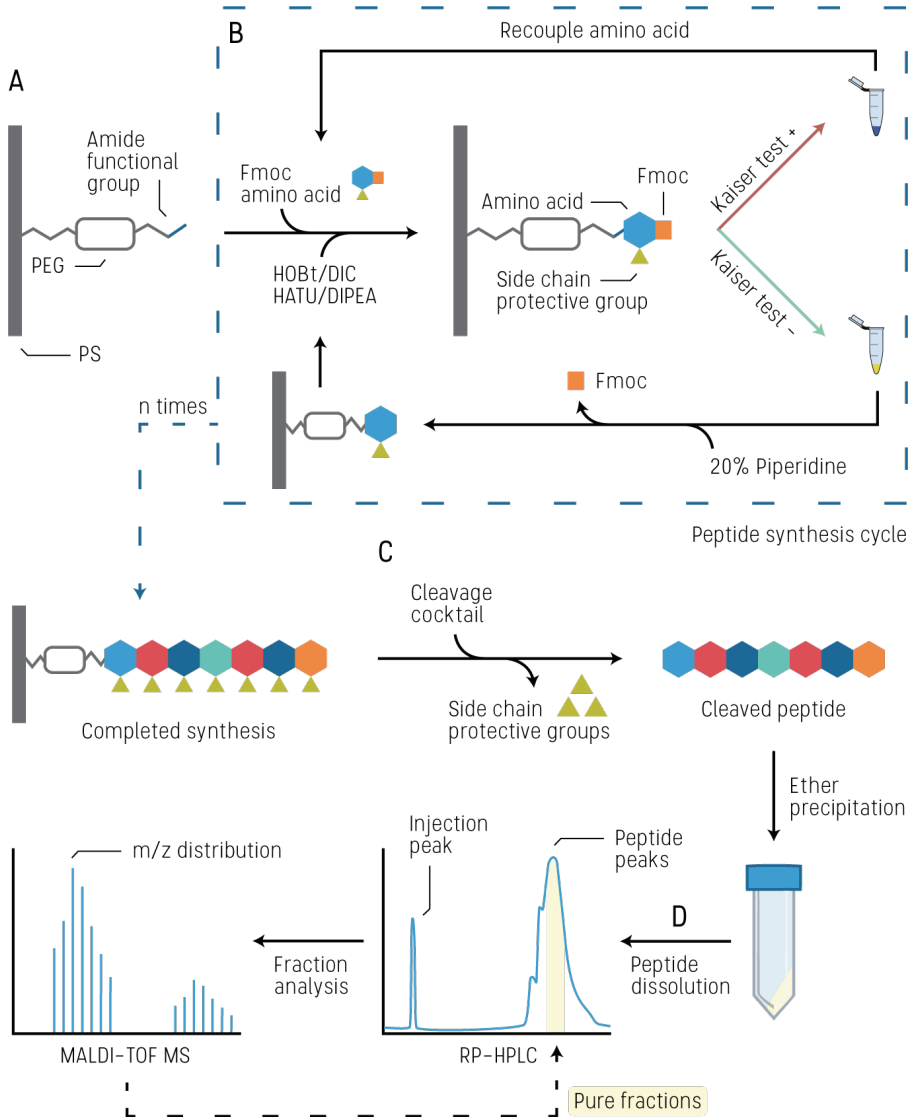 A
Amide
functional
group
PEG
PS
B
Recouple amino acid
Fmoc
amino acid
HOBt/DIC
HATU/DIPEA
Amino acid
Fmoc
Side chain
protective group
Kaiser test +
Kaiser test –
Fmoc
20% Piperidine
n times
Peptide synthesis cycle
C
Cleavage
cocktail
Side chain
protective groups
Completed synthesis
Cleaved peptide
Ether
precipitation
D
Peptide
dissolution
Injection
peak
Peptide
peaks
RP-HPLC
Fraction
analysis
m/z distribution
MALDI-TOF MS
Pure fractions